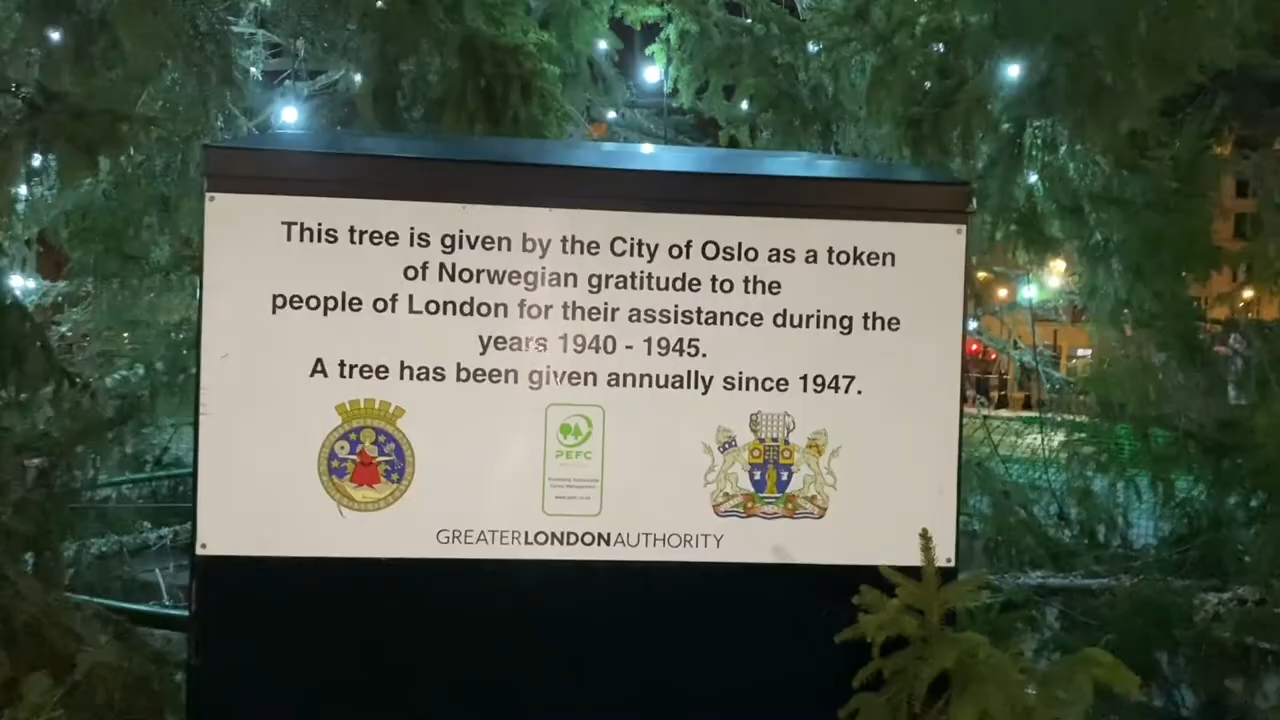 This tree is given by the City of Oslo as a token
of Norwegian gratitude to the
people of London for their assistance during the
years 1940 - 1945.
A tree has been given annually since 1947.
PEFC
GREATERLONDONAUTHORITY